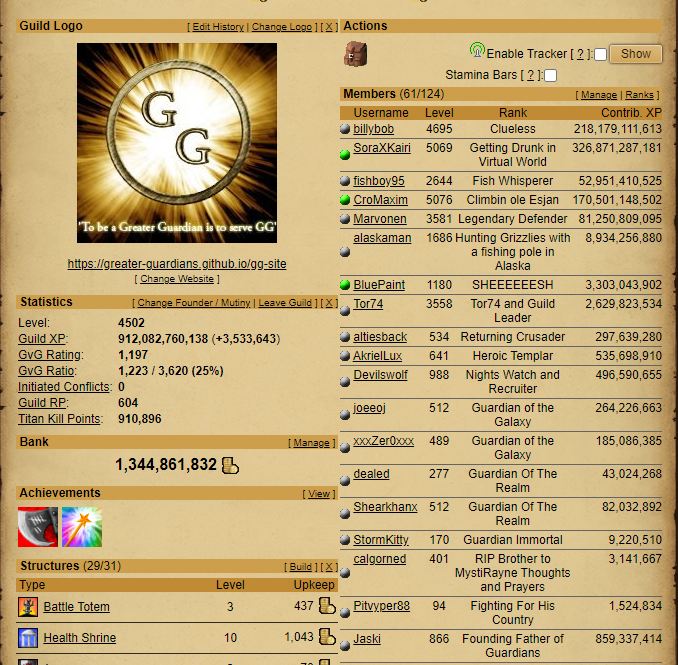 Guild Logo [ Edit History | Change Logo ] [ X ]
G
G
'To be a Greater Guardian is to serve GG'
https://greater-guardians.github.io/gg-site
[ Change Website ]
Statistics [ Change Founder / Mutiny | Leave Guild ] [ X ]
Level: 4502
Guild XP: 912,082,760,138 (+3,533,643)
GvG Rating: 1,197
GvG Ratio: 1,223 / 3,620 (25%)
Initiated Conflicts: 0
Guild RP: 604
Titan Kill Points: 910,896
Bank [ Manage ]
1,344,861,832
Achievements [ View ]
Structures (29/31) [ Build ] [ X ]
Type Level Upkeep
Battle Totem 3 437
Health Shrine 10 1,043
Actions
Enable Tracker [ ? ]: Show
Stamina Bars [ ? ]:
Members (61/124) [ Manage | Ranks ]
Username Level Rank Contrib. XP
billybob 4695 Clueless 218,179,111,613
SoraXKairi 5069 Getting Drunk in 326,871,287,181
Virtual World
fishboy95 2644 Fish Whisperer 52,951,410,525
CroMaxim 5076 Climbin ole Esjan 170,501,148,502
Marvonen 3581 Legendary Defender 81,250,809,095
alaskaman 1686 Hunting Grizzlies with 8,934,256,880
a fishing pole in
Alaska
BluePaint 1180 SHEEEEEESH 3,303,043,902
Tor74 3558 Tor74 and Guild 2,629,823,534
Leader
altiesback 534 Returning Crusader 297,639,280
AkrielLux 641 Heroic Templar 535,698,910
Devilswolf 988 Nights Watch and 496,590,655
Recruiter
joeeoj 512 Guardian of the 264,226,663
Galaxy
xxxZer0xxx 489 Guardian of the 185,086,385
Galaxy
dealed 277 Guardian Of The 43,024,268
Realm
Shearkhanx 512 Guardian Of The 82,032,892
Realm
StormKitty 170 Guardian Immortal 9,220,510
calgorned 401 RIP Brother to 3,141,667
MystiRayne Thoughts
and Prayers
Pitvyper88 94 Fighting For His 1,524,834
Country
Jaski 866 Founding Father of 859,337,414
Guardians